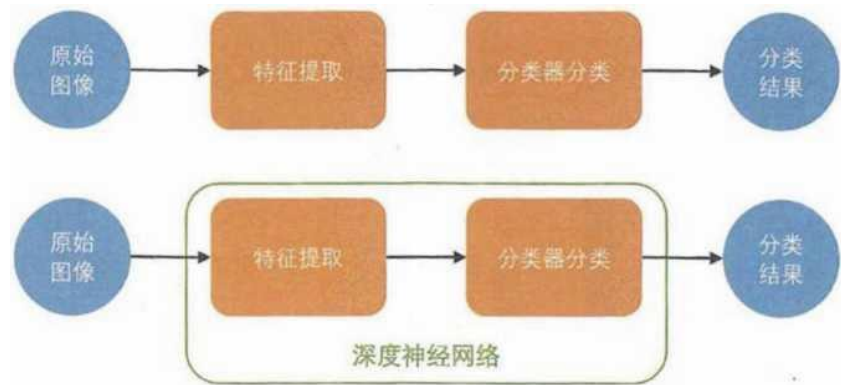 原始
图像
特征提取
分类器分类
分类
结果
原始
图像
特征提取
分类器分类
分类
结果
深度神经网络